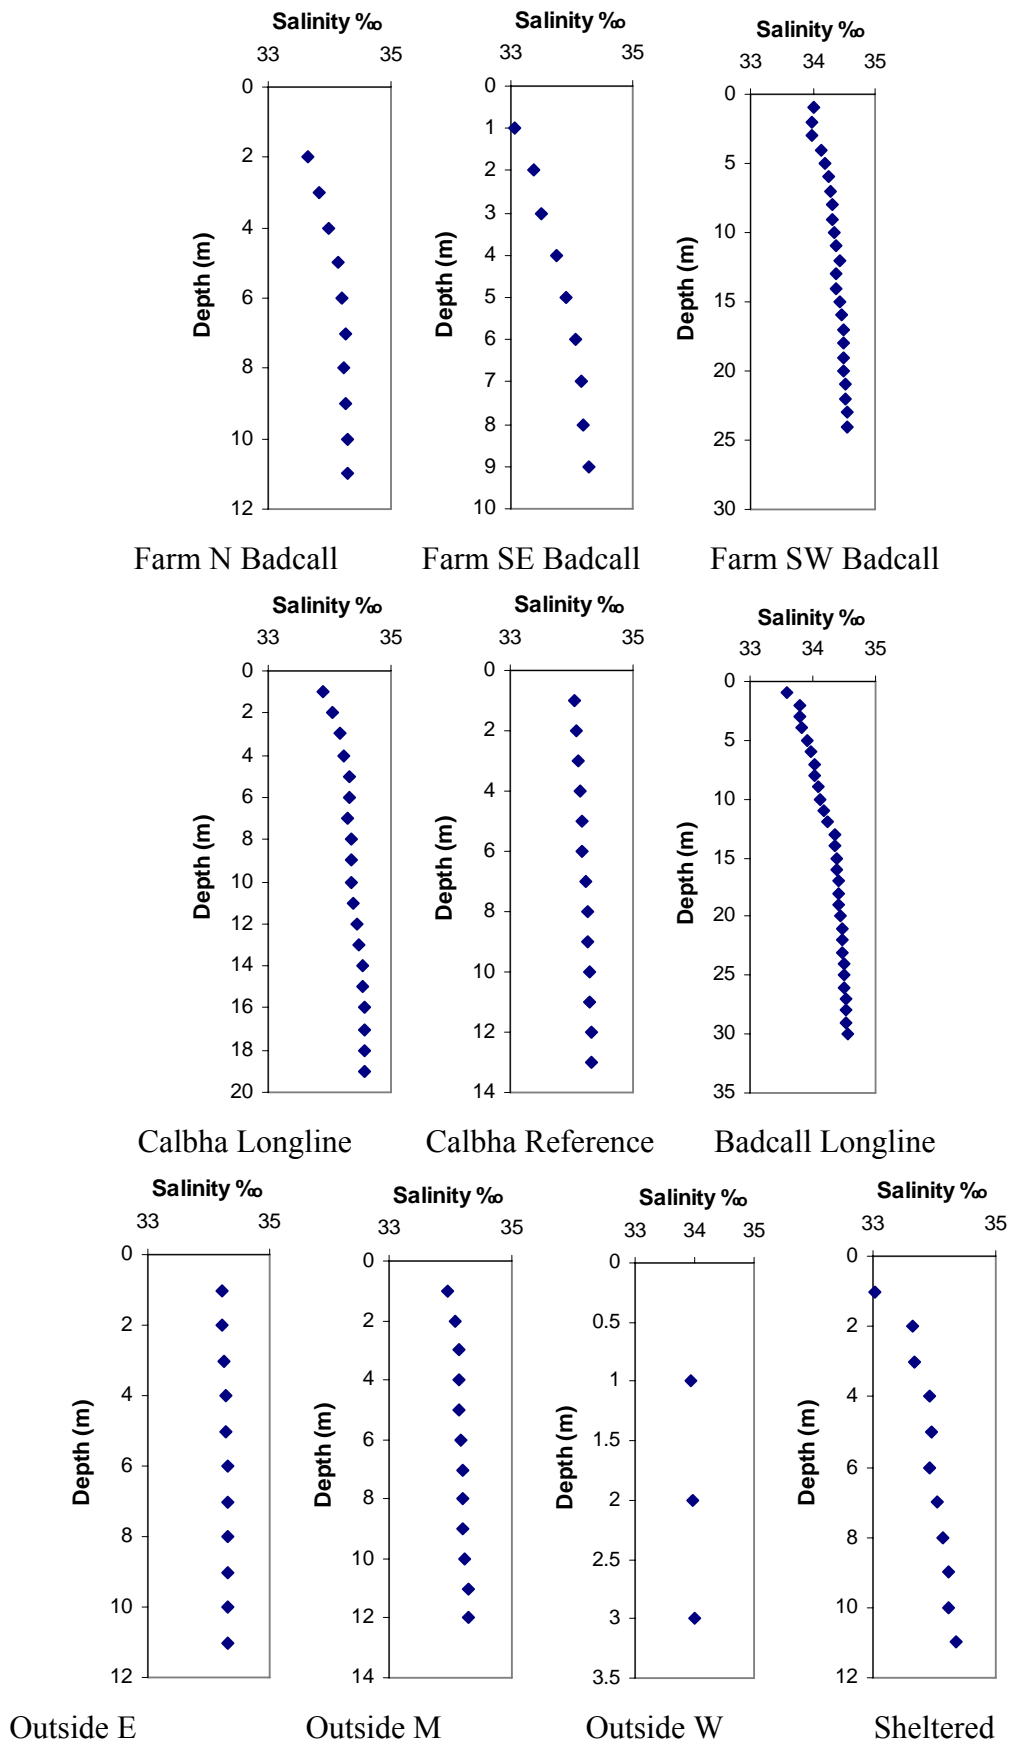 Salinity ‰
33 35
0
2
4
6
8
10
12
Depth (m)
Farm N Badcall
Salinity ‰
33 35
0
1
2
3
4
5
6
7
8
9
10
Depth (m)
Farm SE Badcall
Salinity ‰
33 34 35
0
5
10
15
20
25
30
Depth (m)
Farm SW Badcall
Salinity ‰
33 35
0
2
4
6
8
10
12
14
16
18
20
Depth (m)
Calbha Longline
Salinity ‰
33 35
0
2
4
6
8
10
12
14
Depth (m)
Calbha Reference
Salinity ‰
33 34 35
0
5
10
15
20
25
30
35
Depth (m)
Badcall Longline
Salinity ‰
33 35
0
2
4
6
8
10
12
Depth (m)
Outside E
Salinity ‰
33 35
0
2
4
6
8
10
12
14
Depth (m)
Outside M
Salinity ‰
33 34 35
0
0.5
1
1.5
2
2.5
3
3.5
Depth (m)
Outside W
Salinity ‰
33 35
0
2
4
6
8
10
12
Depth (m)
Sheltered